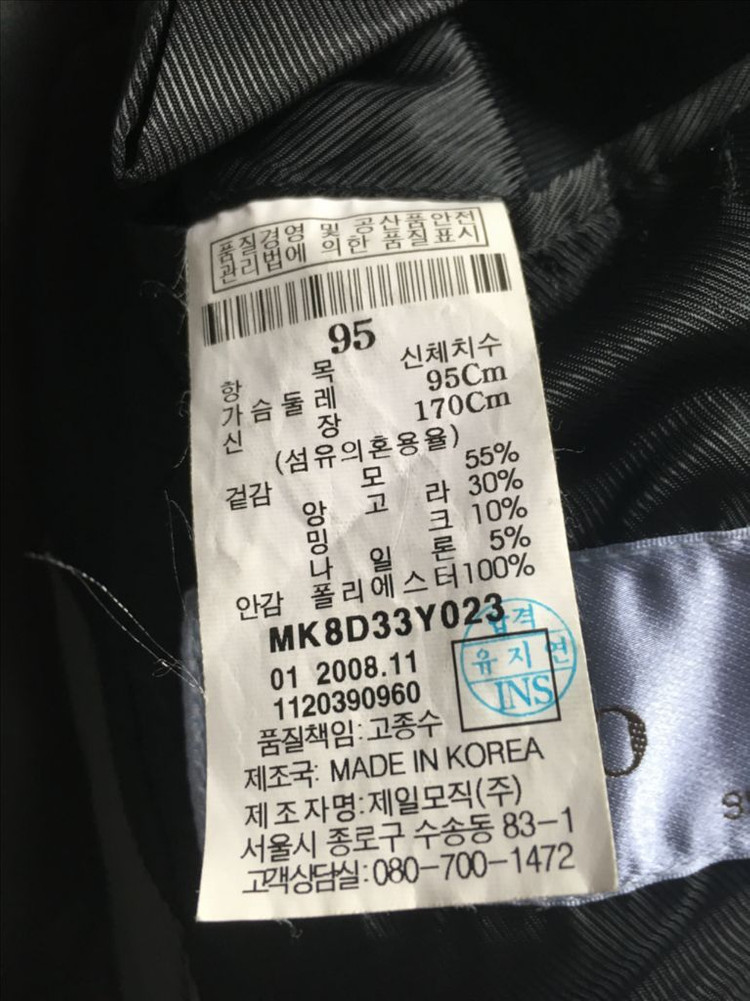 품질경영 및 공산품안전
관리법에 의한 품질표시
95
항 목 신체치수
가슴둘레 95Cm
신 장 170Cm
(섬유의혼용율)
겉감 모 55%
앙 고 라 30%
밍 크 10%
나 일 론 5%
안감 폴리에스터 100%
MK8D33Y023
합격
01 2008.11
유지연
1120390960
INS
품질책임: 고종수
제조국: MADE IN KOREA
제조자명: 제일모직(주)
서울시 종로구 수송동 83-1
고객상담실: 080-700-1472